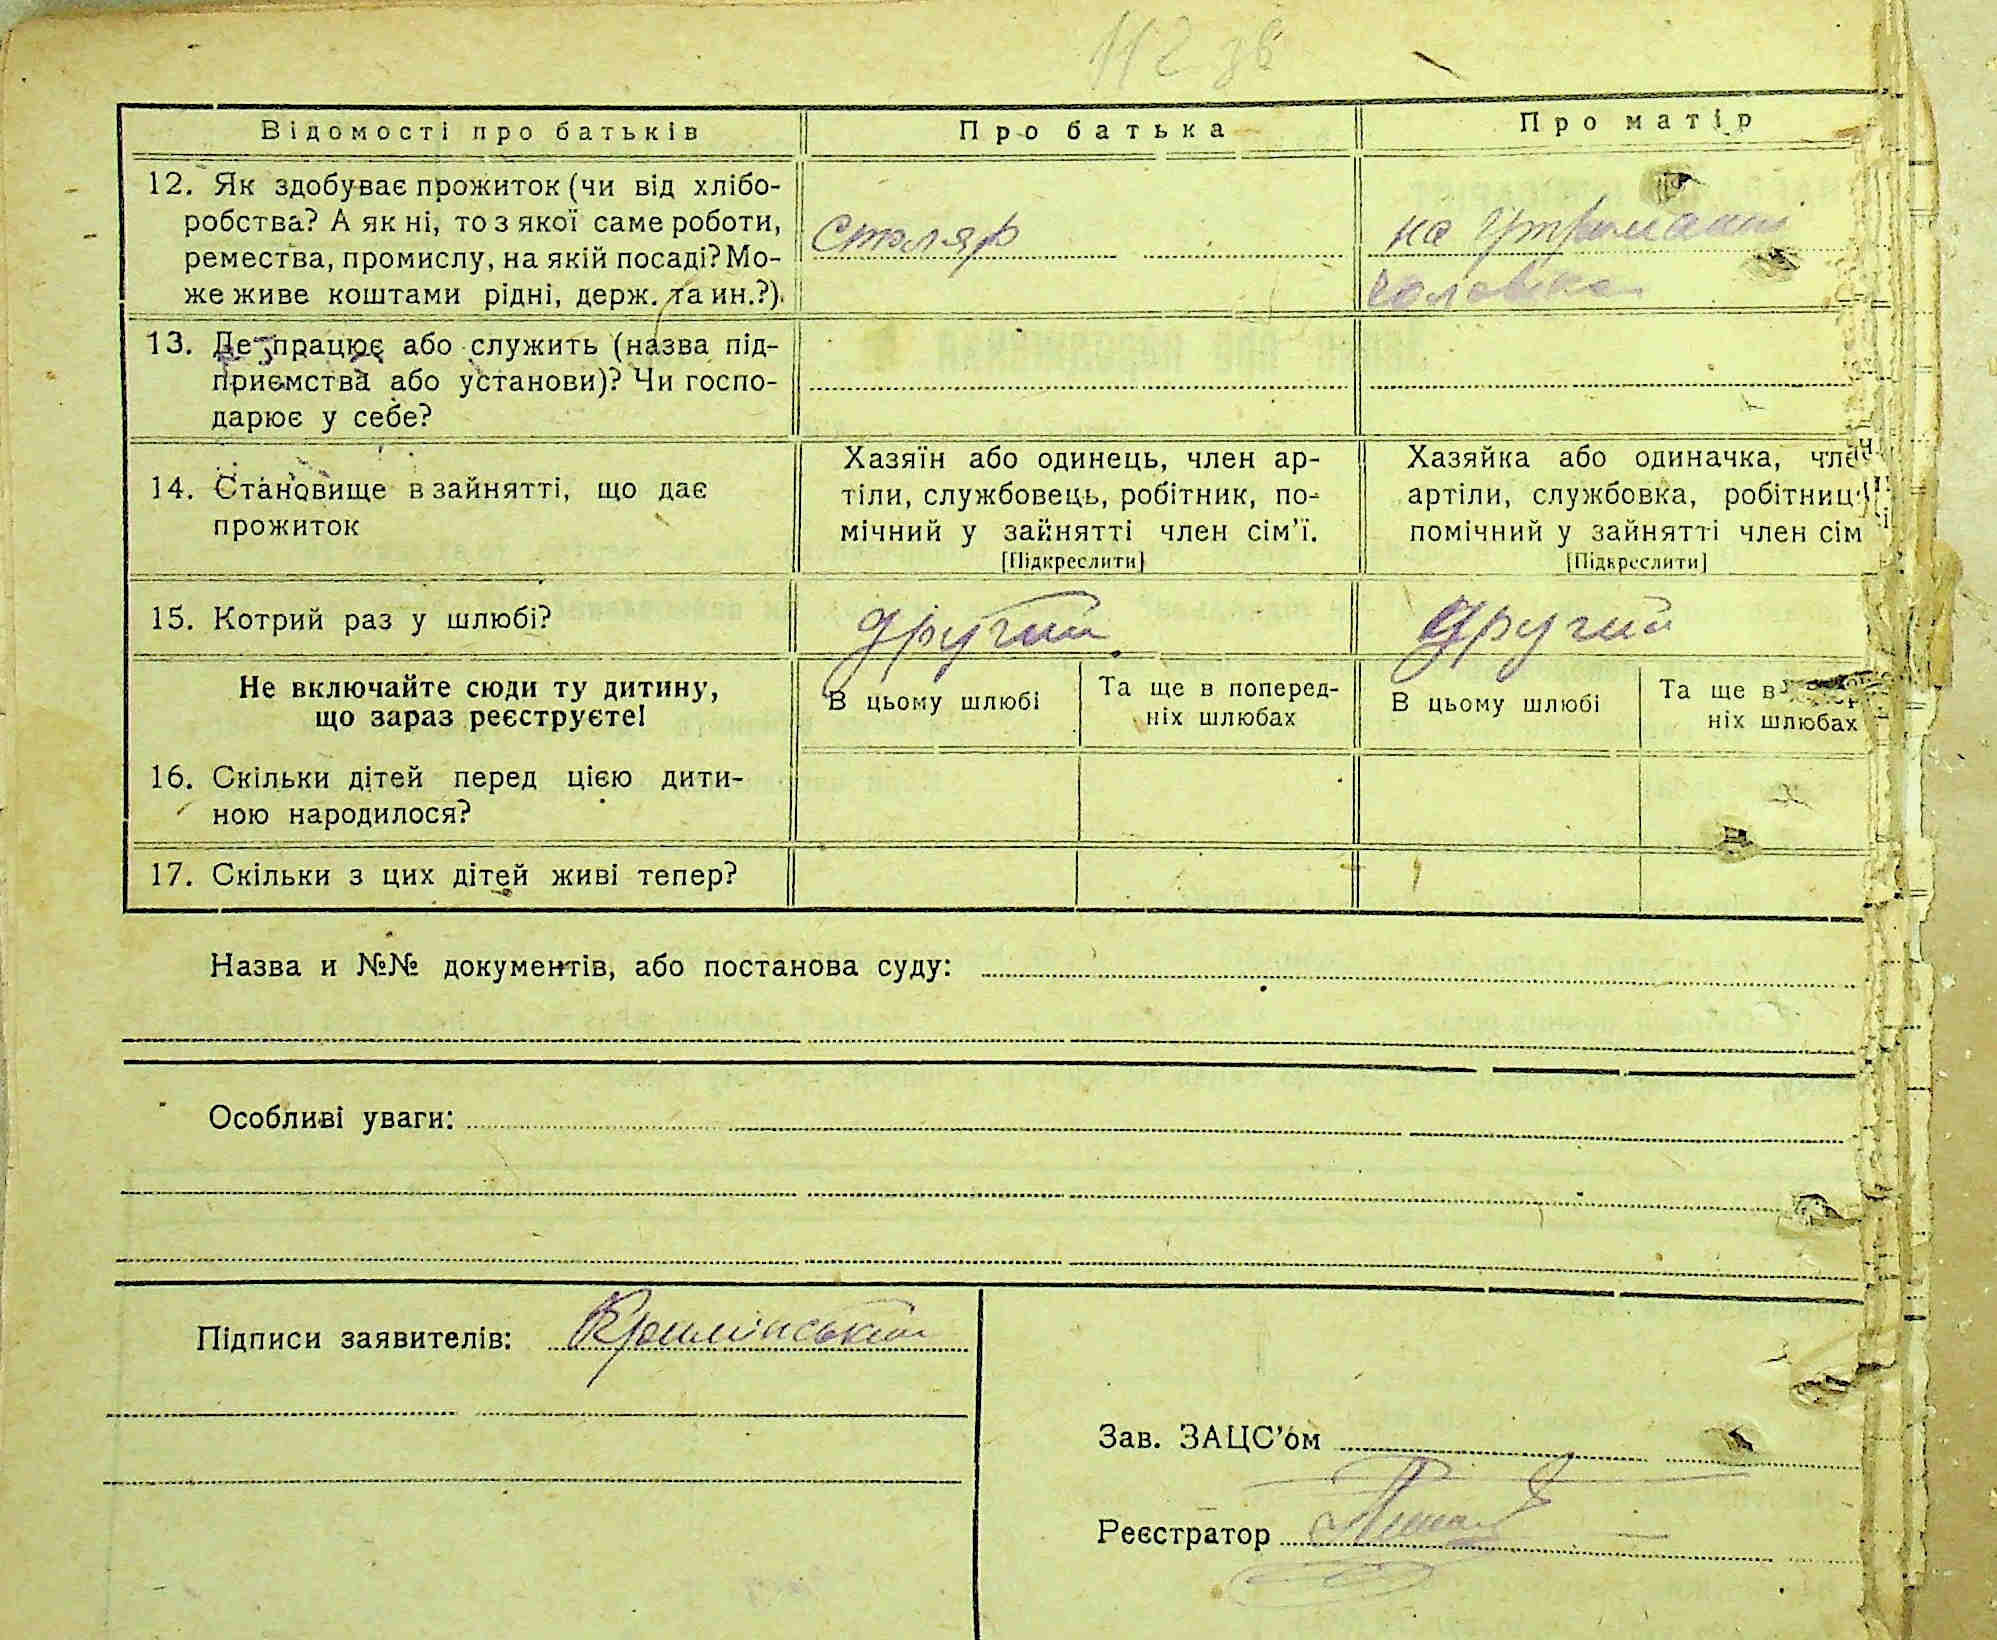 112 зв
Відомості про батьків
Про батька
Про матір
12. Як здобуває прожиток (чи від хлібо-
робства? А як ні, то з якої саме роботи,
ремества, промислу, на якій посаді? Мо-
же живе коштами рідні, держ. та ин.?).
столяр
на утриманні
чоловіка
13. Де працює або служить (назва під-
приємства або установи)? Чи госпо-
дарює у себе?
14. Становище в зайнятті, що дає
прожиток
Хазяїн або одинець, член ар-
тіли, службовець, робітник, по-
мічний у зайнятті член сім'ї.
[Підкреслити]
Хазяйка або одиначка, чле
артіли, службовка, робітниц
помічний у зайнятті член сім
[Підкреслити]
15. Котрий раз у шлюбі?
другий
другий
Не включайте сюди ту дитину,
що зараз реєструєте!
В цьому шлюбі
Та ще в поперед-
ніх шлюбах
В цьому шлюбі
Та ще в
ніх шлюбах
16. Скільки дітей перед цією дити-
ною народилося?
17. Скільки з цих дітей живі тепер?
Назва и №№ документів, або постанова суду:
Особливі уваги:
Підписи заявителів:
Зав. ЗАЦС'ом
Реєстратор